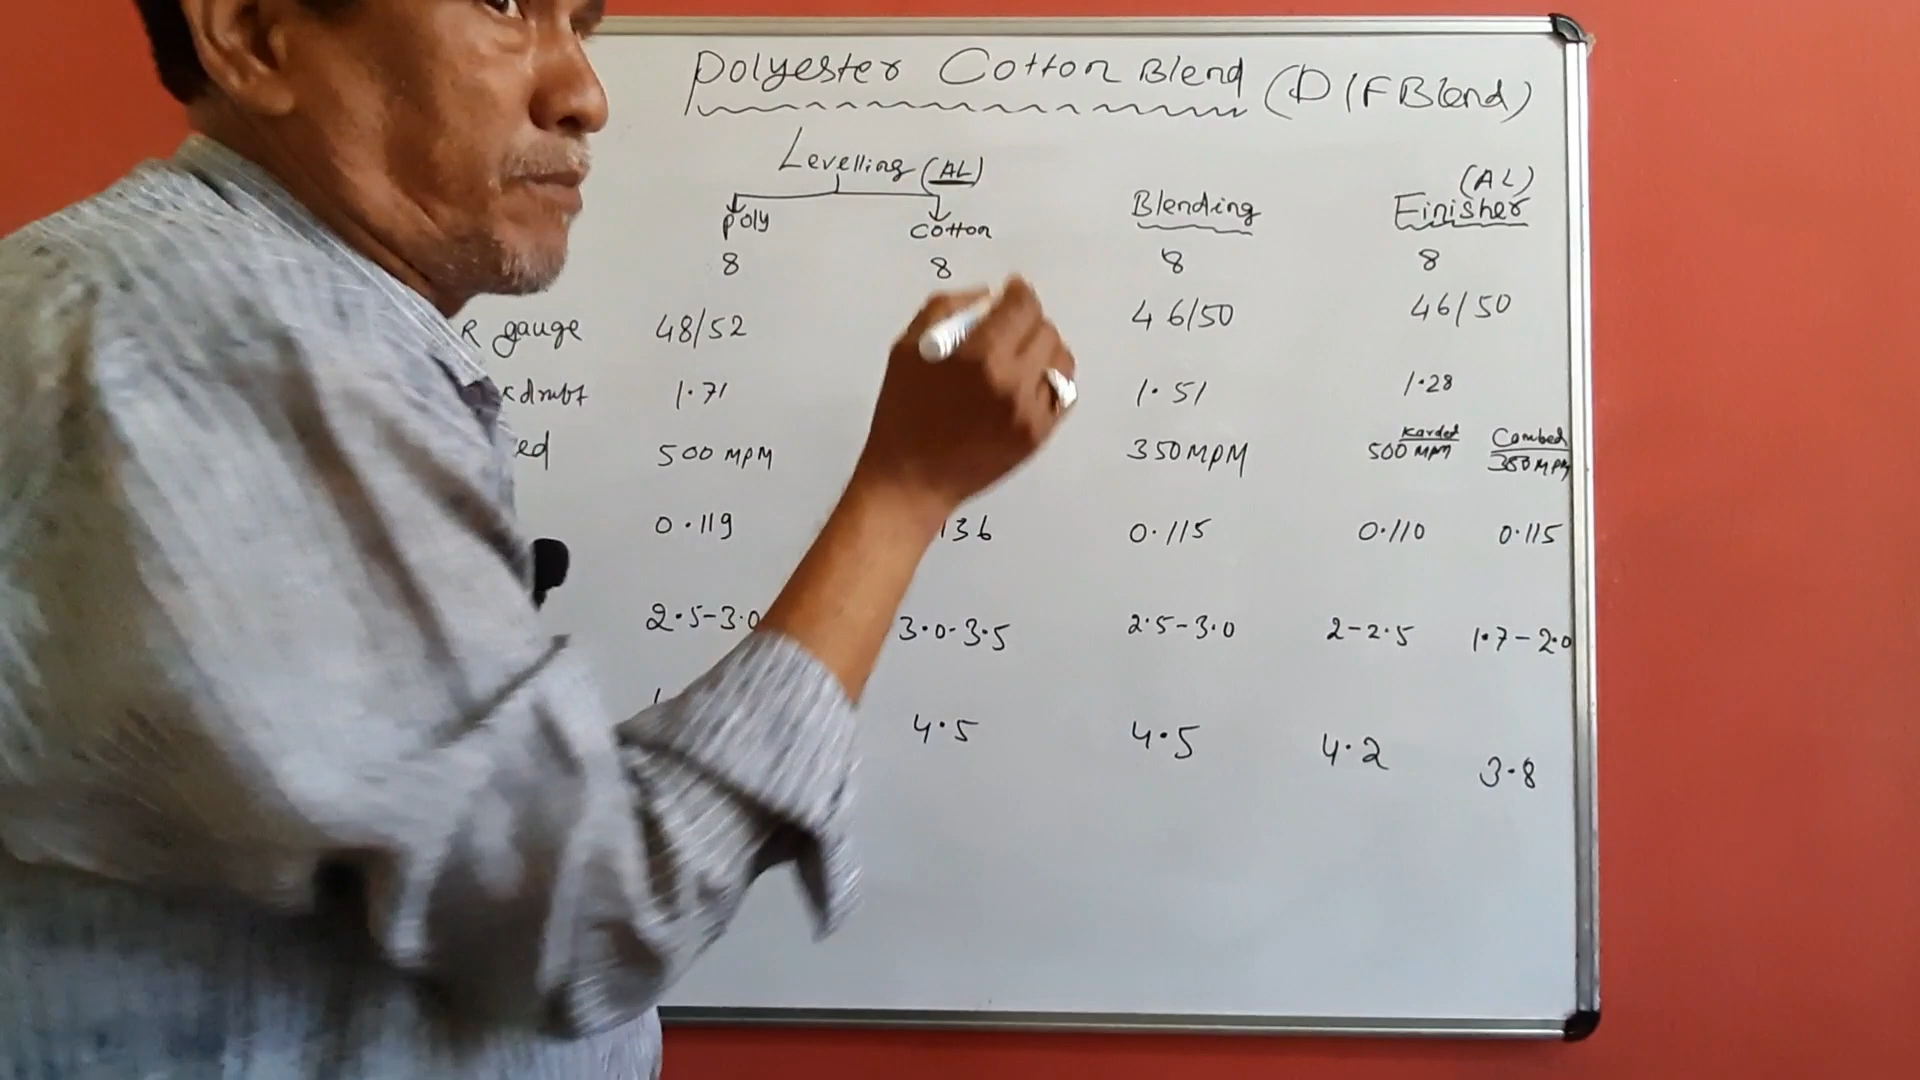 Polyester Cotton Blend (D/F Blend)
Levelling (AL)
(AL)
Poly Cotton Blending Finisher
8 8 8 8
R gauge 48/52 46/50 46/50
1.71 1.51 1.28
ed 500 MPM 350 MPM 500 MPM Karded Combed 350 MPM
0.119 136 0.115 0.110 0.115
2.5-3.0 3.0-3.5 2.5-3.0 2-2.5 1.7-2.0
4.5 4.5 4.2 3.8